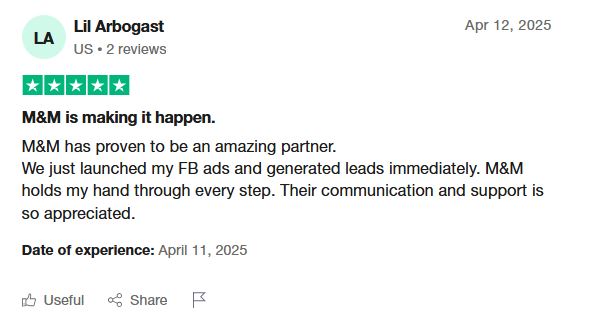 LA
Lil Arbogast
US • 2 reviews
Apr 12, 2025
M&M is making it happen.
M&M has proven to be an amazing partner.
We just launched my FB ads and generated leads immediately. M&M
holds my hand through every step. Their communication and support is
so appreciated.
Date of experience: April 11, 2025
Useful
Share